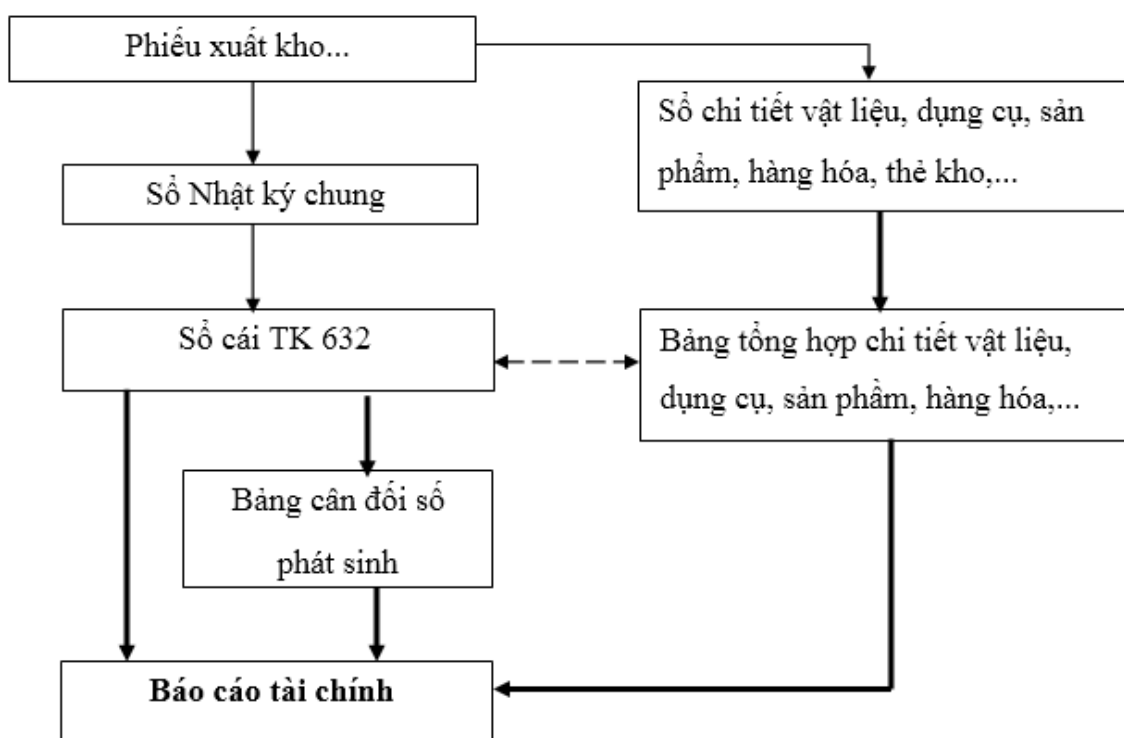 Phiếu xuất kho...
Sổ chi tiết vật liệu, dụng cụ, sản
phẩm, hàng hóa, thẻ kho,...
Sổ Nhật ký chung
Sổ cái TK 632
Bảng tổng hợp chi tiết vật liệu,
dụng cụ, sản phẩm, hàng hóa,...
Bảng cân đối số
phát sinh
Báo cáo tài chính